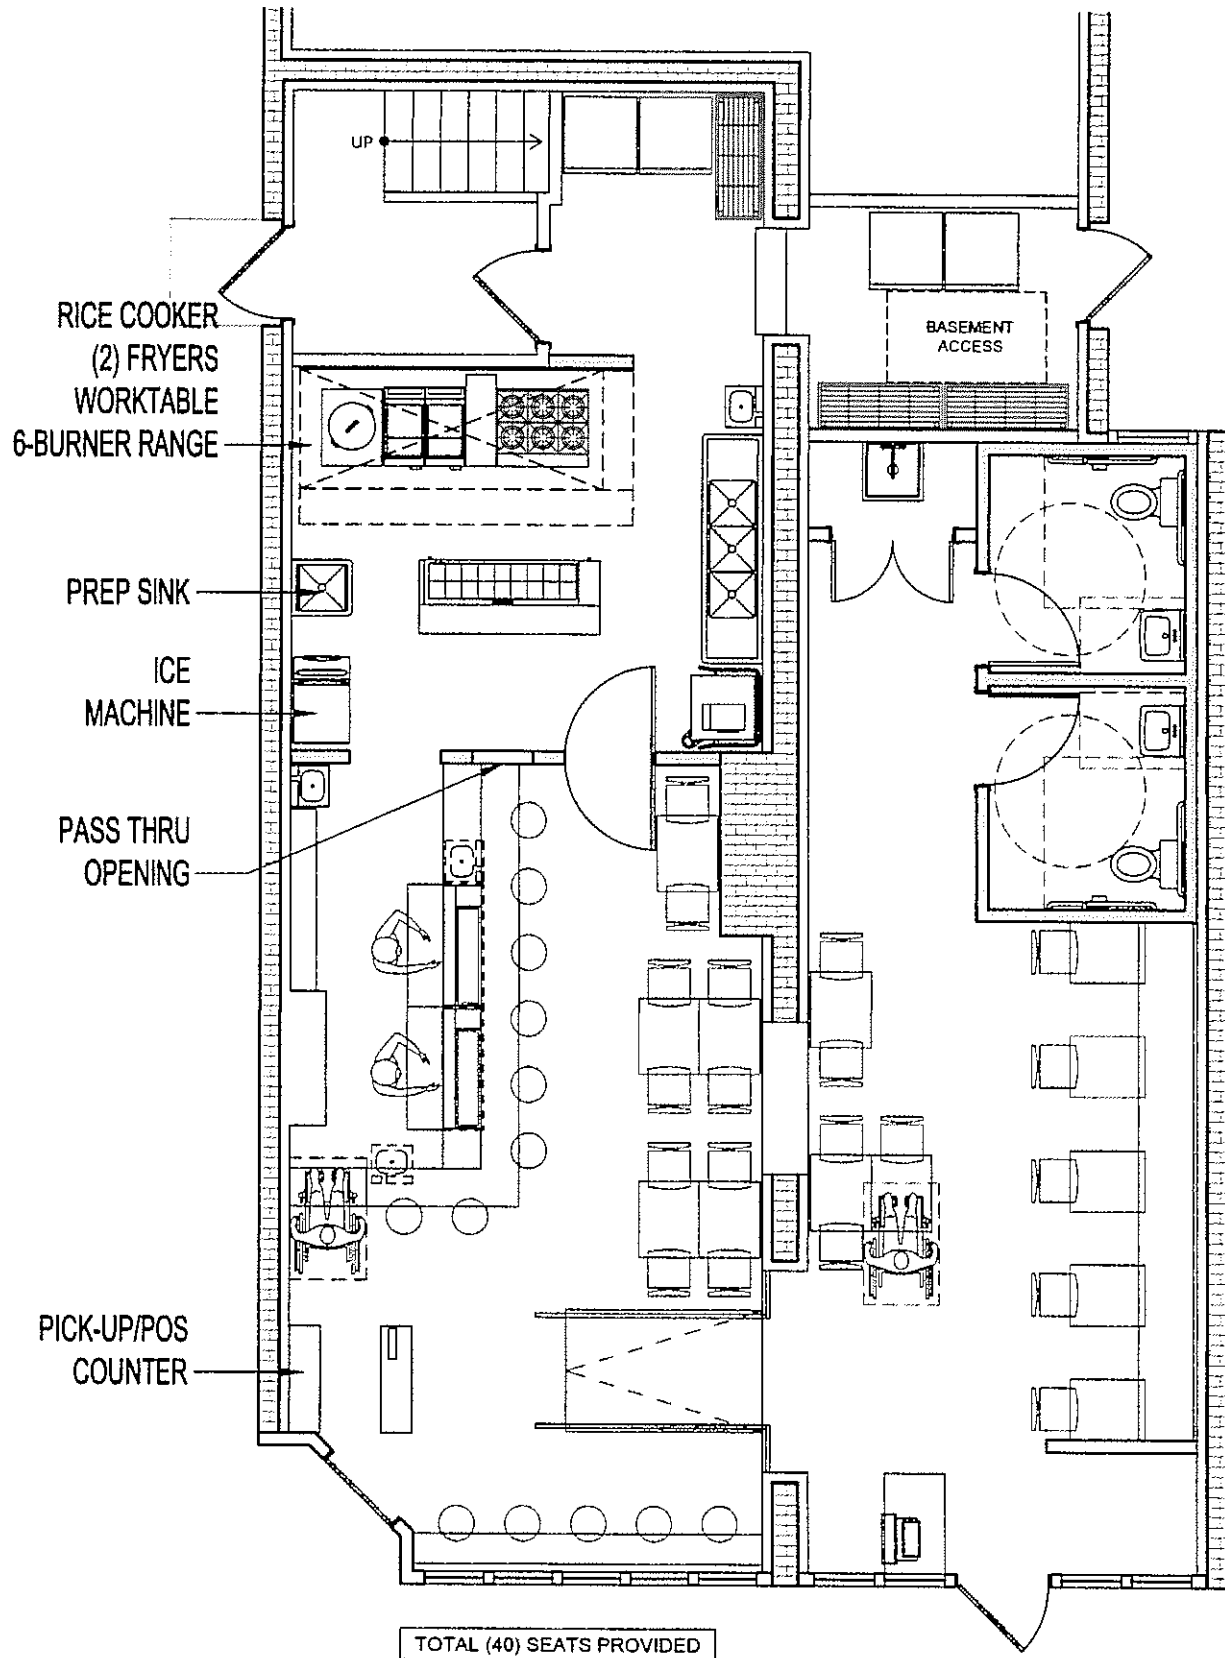 UP
RICE COOKER
(2) FRYERS
WORKTABLE
6-BURNER RANGE
BASEMENT
ACCESS
PREP SINK
ICE
MACHINE
PASS THRU
OPENING
PICK-UP/POS
COUNTER
TOTAL (40) SEATS PROVIDED